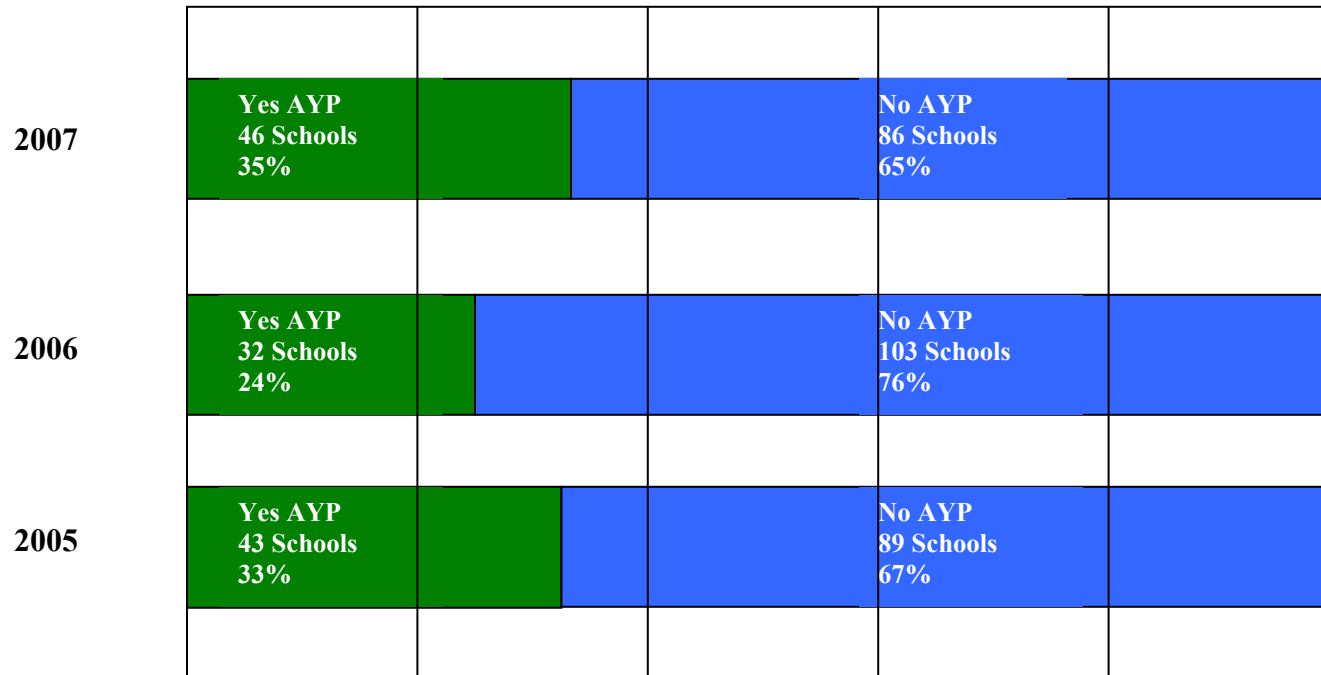 2007
Yes AYP
46 Schools
35%
No AYP
86 Schools
65%
2006
Yes AYP
32 Schools
24%
No AYP
103 Schools
76%
2005
Yes AYP
43 Schools
33%
No AYP
89 Schools
67%